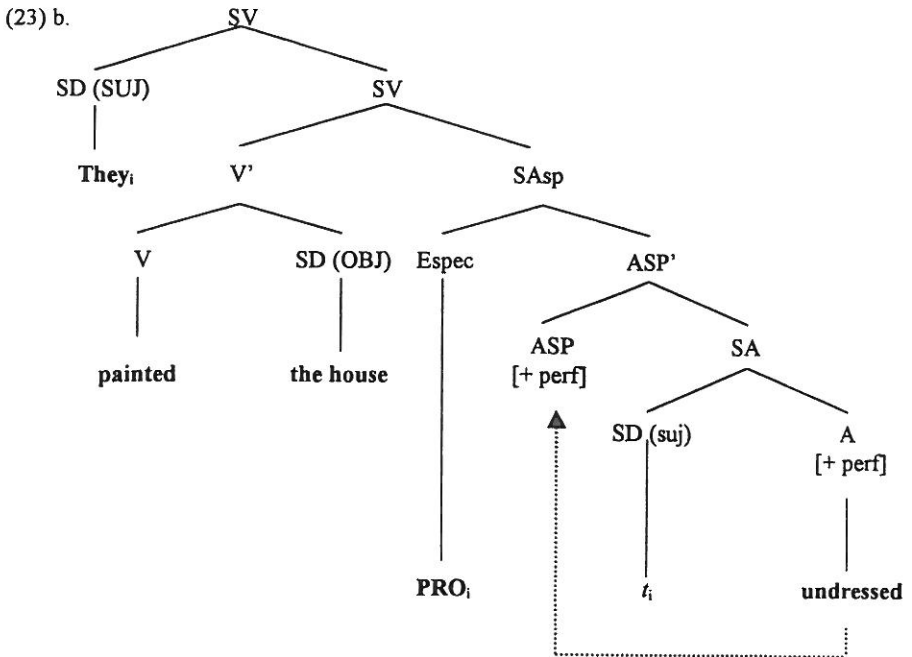 (23) b.
SV
SD (SUJ) SV
Theyᵢ V' SAsp
V SD (OBJ) Espec ASP'
painted the house ASP SA
[+ perf]
SD (suj) A
[+ perf]
PROᵢ tᵢ undressed